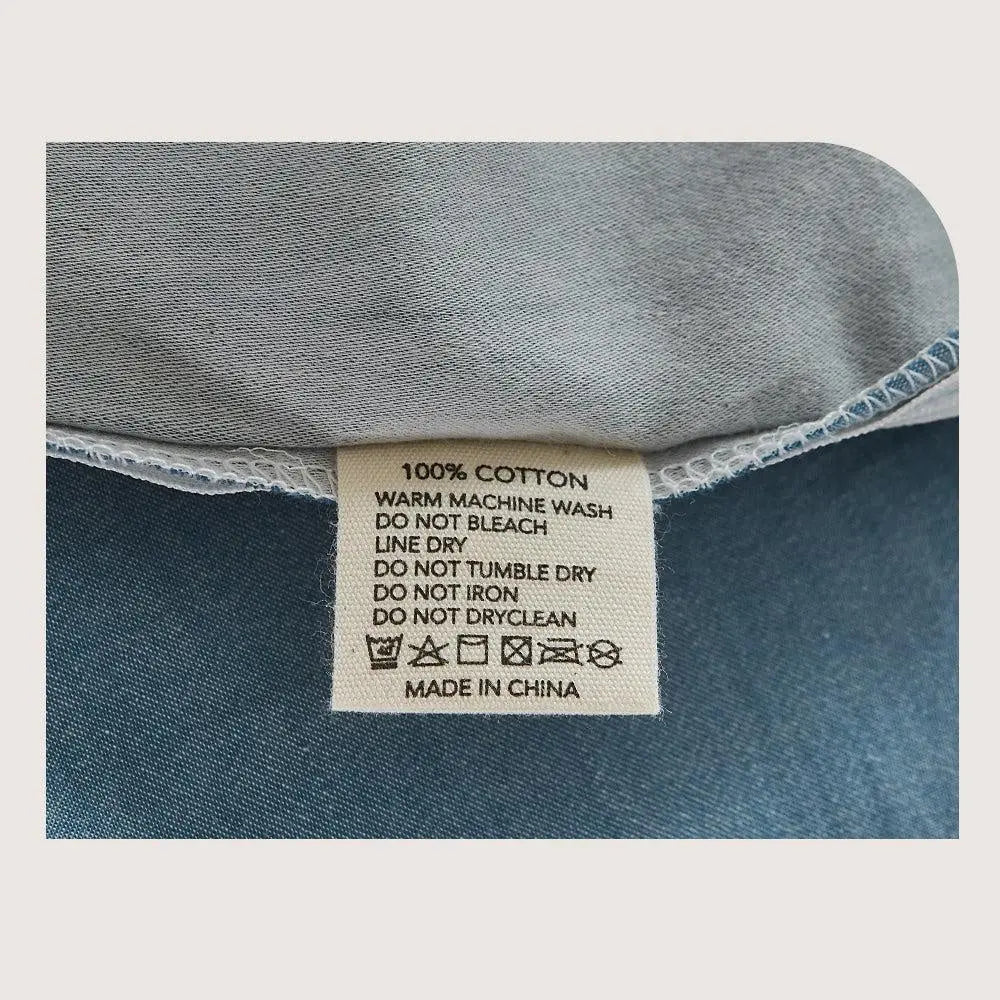 100% COTTON
WARM MACHINE WASH
DO NOT BLEACH
LINE DRY
DO NOT TUMBLE DRY
DO NOT IRON
DO NOT DRYCLEAN
MADE IN CHINA